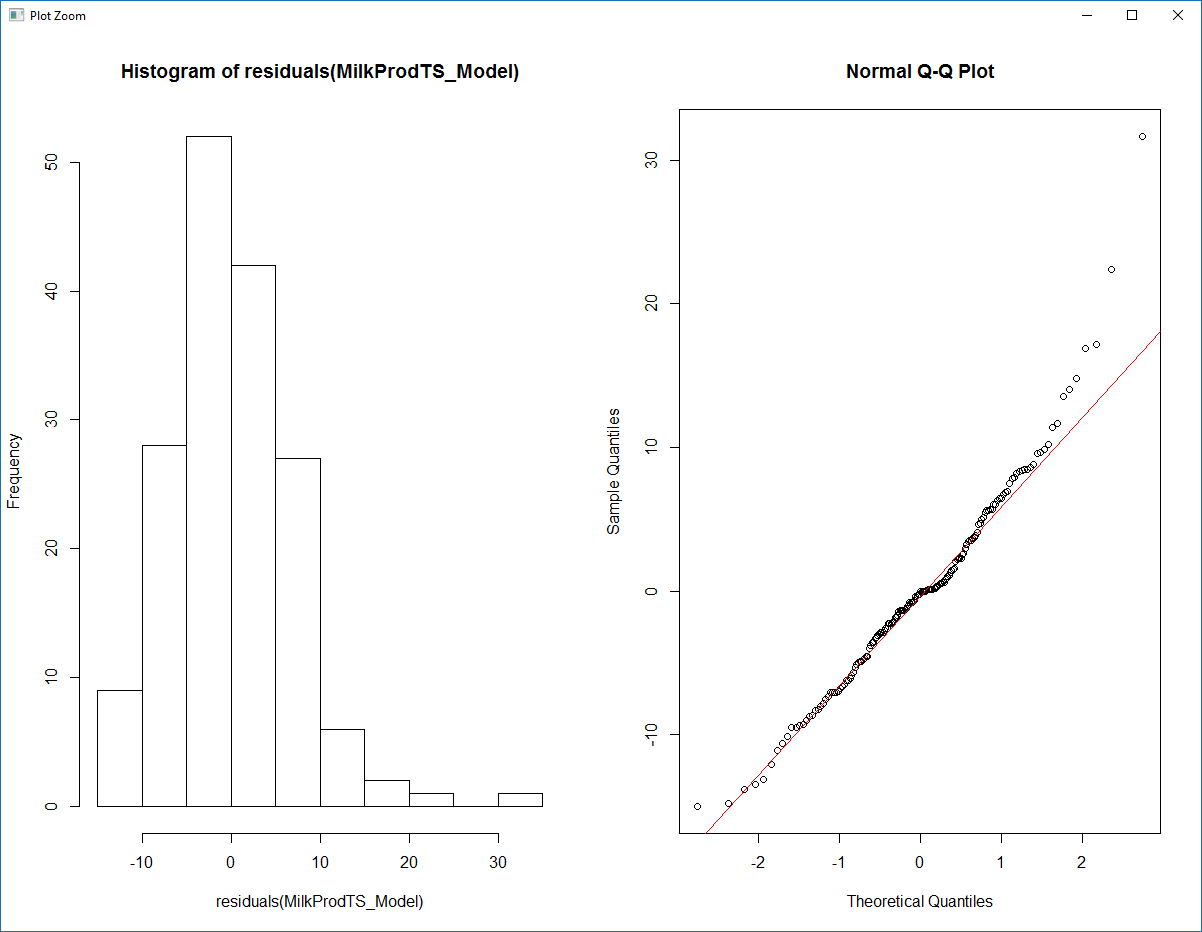 Plot Zoom
Histogram of residuals(MilkProdTS_Model)
Frequency
0 10 20 30 40 50
-10 0 10 20 30
residuals(MilkProdTS_Model)
Normal Q-Q Plot
Sample Quantiles
-10 0 10 20 30
-2 -1 0 1 2
Theoretical Quantiles